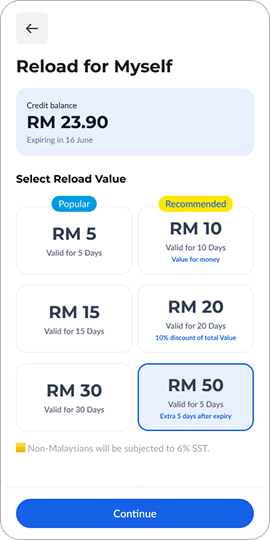 Reload for Myself
Credit balance
RM 23.90
Expiring in 16 June
Select Reload Value
Popular
RM 5
Valid for 5 Days
Recommended
RM 10
Valid for 10 Days
Value for money
RM 15
Valid for 15 Days
RM 20
Valid for 20 Days
10% discount of total Value
RM 30
Valid for 30 Days
RM 50
Valid for 5 Days
Extra 5 days after expiry
Non-Malaysians will be subjected to 6% SST.
Continue